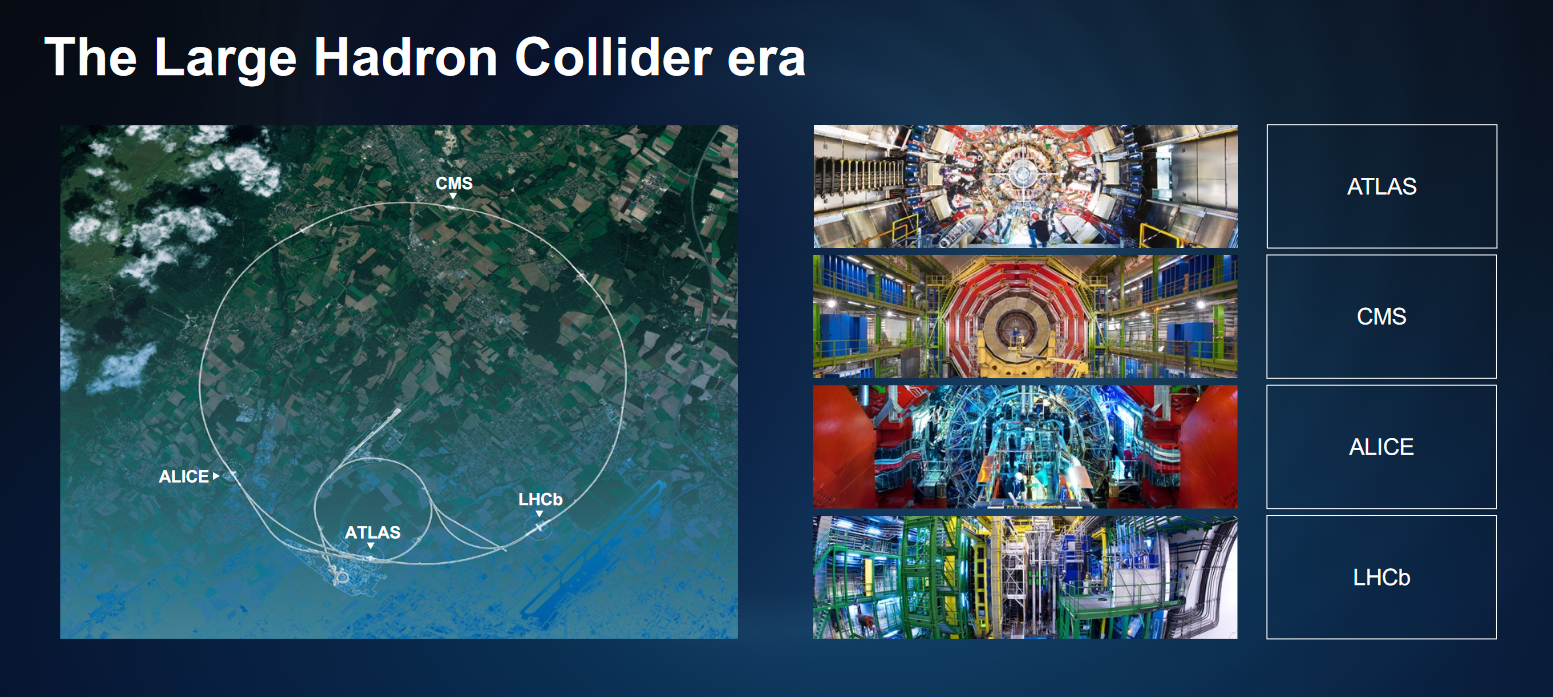 The Large Hadron Collider era
CMS
ALICE
LHCb
ATLAS
ATLAS
CMS
ALICE
LHCb